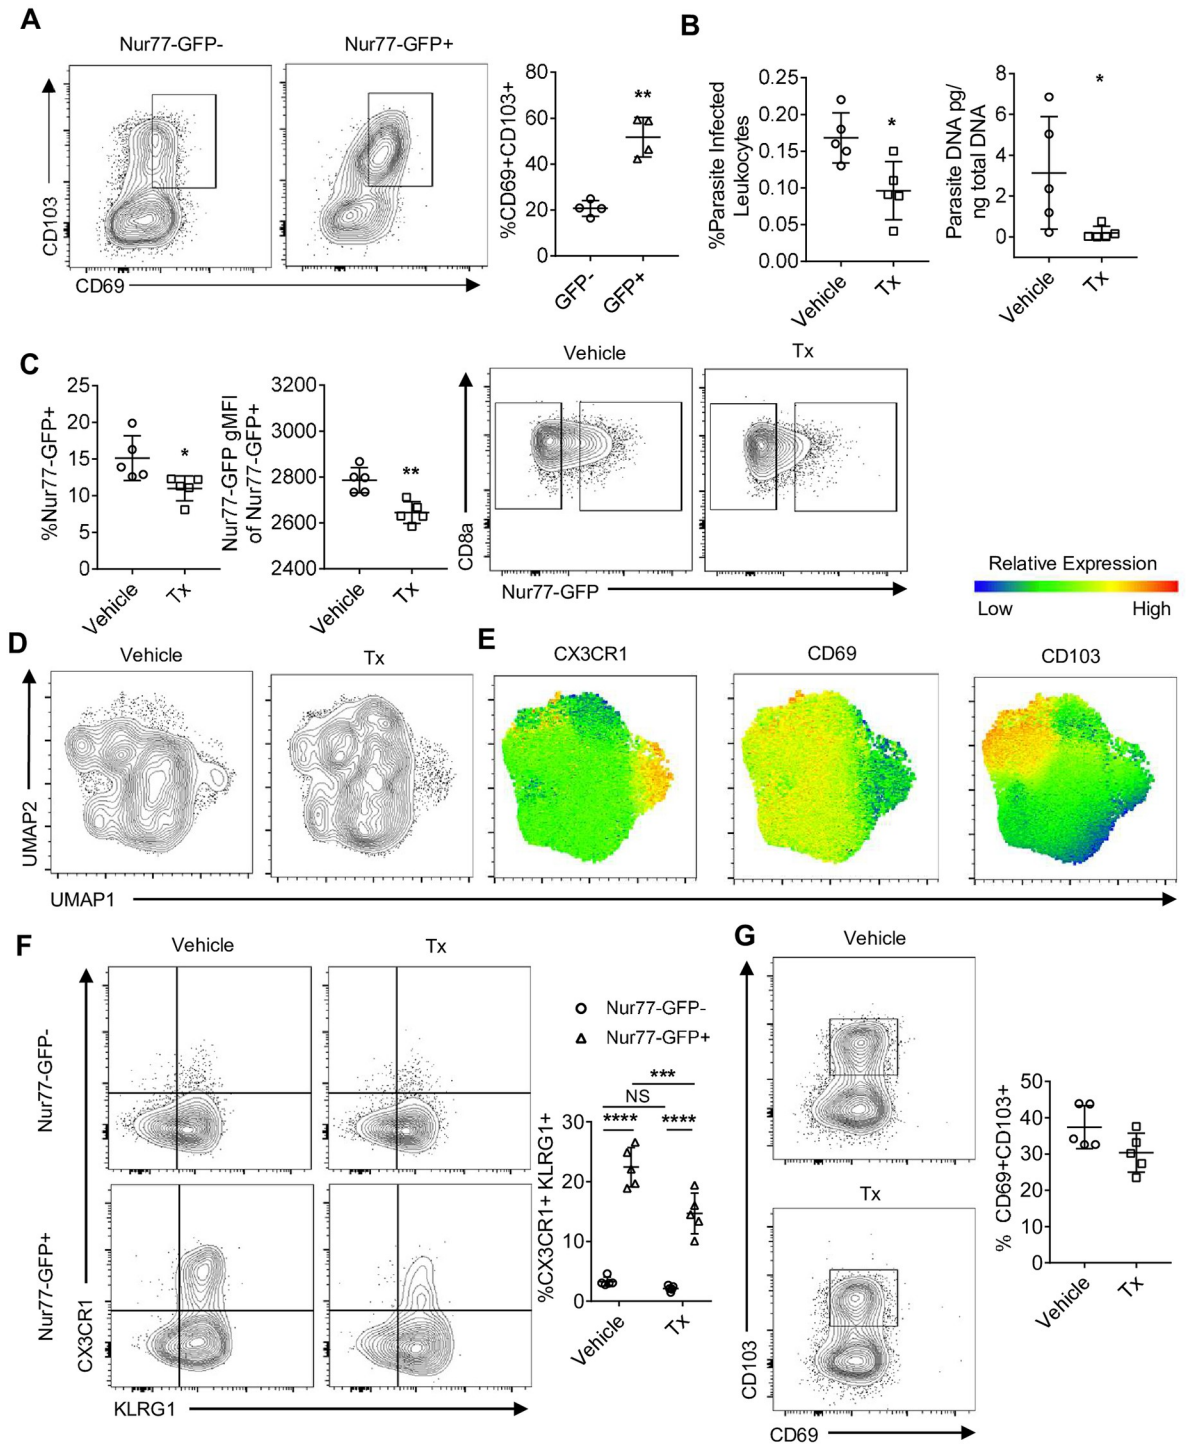 A
Nur77-GFP-
Nur77-GFP+
CD103
CD69
%CD69+CD103+
80
60
40
20
0
**
GFP-
GFP+
B
%Parasite Infected
Leukocytes
0.25
0.20
0.15
0.10
0.05
0.00
*
Vehicle
Tx
Parasite DNA pg/
ng total DNA
8
6
4
2
0
*
Vehicle
Tx
C
%Nur77-GFP+
25
20
15
10
5
0
*
Vehicle
Tx
Nur77-GFP gMFI
of Nur77-GFP+
3200
3000
2800
2600
2400
**
Vehicle
Tx
Vehicle
Tx
CD8a
Nur77-GFP
Relative Expression
Low
High
D
Vehicle
Tx
UMAP2
UMAP1
E
CX3CR1
CD69
CD103
F
Vehicle
Tx
Nur77-GFP-
Nur77-GFP+
CX3CR1
KLRG1
Nur77-GFP-
Nur77-GFP+
%CX3CR1+ KLRG1+
30
20
10
0
***
NS
****
****
Vehicle
Tx
G
Vehicle
Tx
CD103
CD69
% CD69+CD103+
50
40
30
20
10
0
Vehicle
Tx